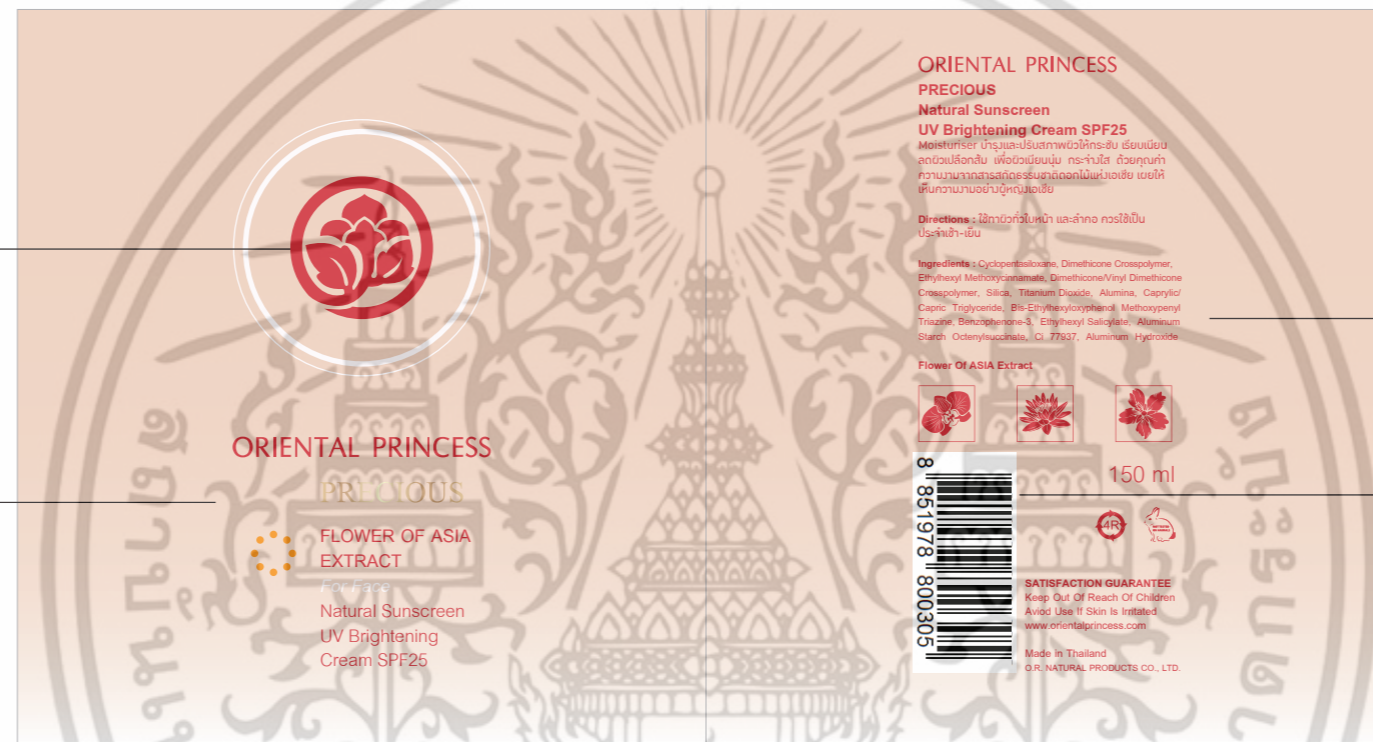 ORIENTAL PRINCESS
PRECIOUS
FLOWER OF ASIA
EXTRACT
For Face
Natural Sunscreen
UV Brightening
Cream SPF25
ORIENTAL PRINCESS
PRECIOUS
Natural Sunscreen
UV Brightening Cream SPF25
Moisturiser บำรุงและปรับสภาพผิวให้กระชับ เรียบเนียน
ลดผิวเปลือกส้ม เพื่อผิวเนียนนุ่ม กระจ่างใส ด้วยคุณค่า
ความงามจากสารสกัดธรรมชาติดอกไม้แห่งเอเชีย เผยให้
เห็นความงามอย่างผู้หญิงเอเชีย
Directions : ใช้ทาผิวทั่วใบหน้า และลำคอ ควรใช้เป็น
ประจำเช้า-เย็น
Ingredients : Cyclopentasiloxane, Dimethicone Crosspolymer,
Ethylhexyl Methoxycinnamate, Dimethicone/Vinyl Dimethicone
Crosspolymer, Silica, Titanium Dioxide, Alumina, Caprylic/
Capric Triglyceride, Bis-Ethylhexyloxyphenol Methoxypenyl
Triazine, Benzophenone-3, Ethylhexyl Salicylate, Aluminum
Starch Octenylsuccinate, Ci 77937, Aluminum Hydroxide
Flower Of ASIA Extract
8 851978 800305
150 ml
4R
SATISFACTION GUARANTEE
Keep Out Of Reach Of Children
Aviod Use If Skin Is Irritated
www.orientalprincess.com
Made in Thailand
O.R. NATURAL PRODUCTS CO., LTD.